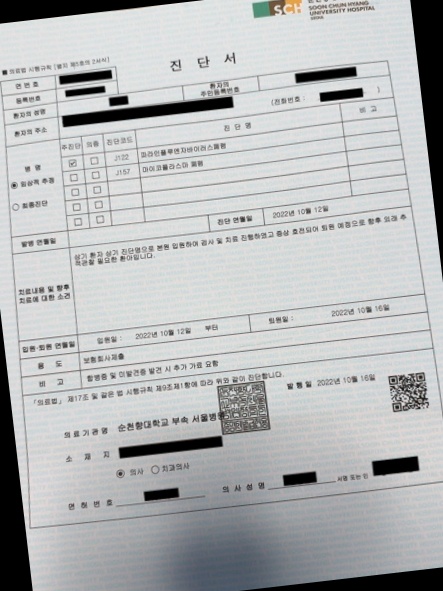 SCH
SOON CHUN HYANG
UNIVERSITY HOSPITAL
SEOUL
■ 의료법 시행규칙 [별지 제5호의 2서식]
진 단 서
연 번 호
등록번호
환자의
주민등록번호
환자의 성명
환자의 주소
(전화번호 : )
병 명
주진단 의증 진단코드 진 단 명 비 고
☑ ☐ J122 파라인플루엔자바이러스폐렴
☐ ☐ J157 마이코플라스마 폐렴
◉ 임상적 추정
○ 최종진단
발병 연월일
진단 연월일 2022년 10월 12일
치료내용 및 향후
치료에 대한 소견
상기 환자 상기 진단명으로 본원 입원하여 검사 및 치료 진행하였고 증상 호전되어 퇴원 예정으로 향후 외래 추
적관찰 필요한 환아입니다.
입원·퇴원 연월일 입원일 : 2022년 10월 12일 부터 퇴원일 : 2022년 10월 16일
용 도 보험회사제출
비 고 합병증 및 미발견증 발견 시 추가 가료 요함
「의료법」 제17조 및 같은 법 시행규칙 제9조제1항에 따라 위와 같이 진단합니다.
발 행 일 2022년 10월 16일
의 료 기 관 명 순천향대학교 부속 서울병원
소 재 지
◉ 의사 ○ 치과의사
면 허 번 호
의 사 성 명
서명 또는 인